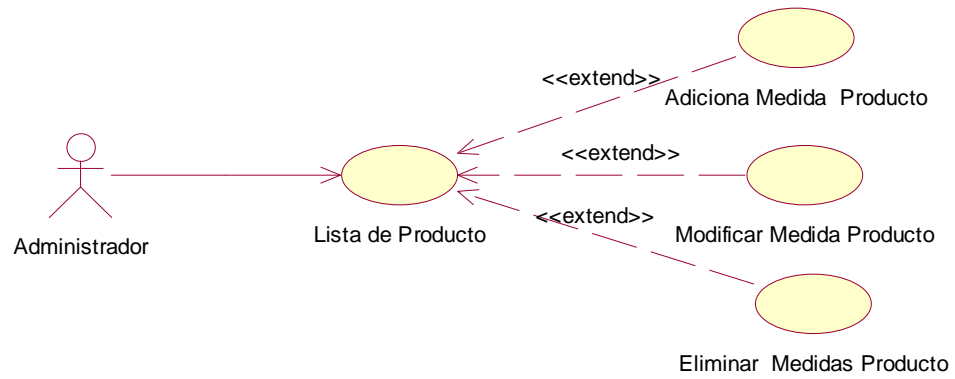 <<extend>>
Adiciona Medida Producto
<<extend>>
Administrador
Lista de Producto
<<extend>>
Modificar Medida Producto
Eliminar Medidas Producto